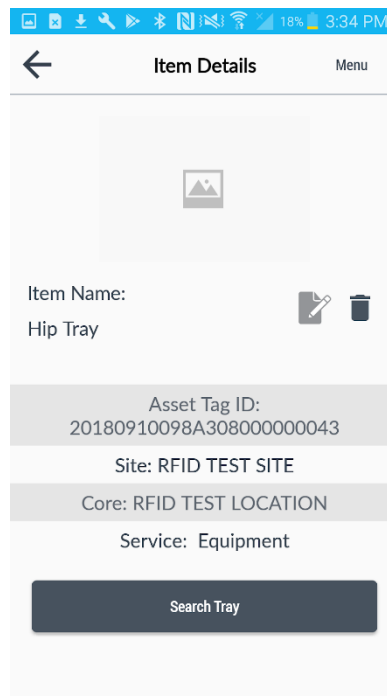 18% 3:34 PM
Item Details Menu
Item Name:
Hip Tray
Asset Tag ID:
20180910098A308000000043
Site: RFID TEST SITE
Core: RFID TEST LOCATION
Service: Equipment
Search Tray